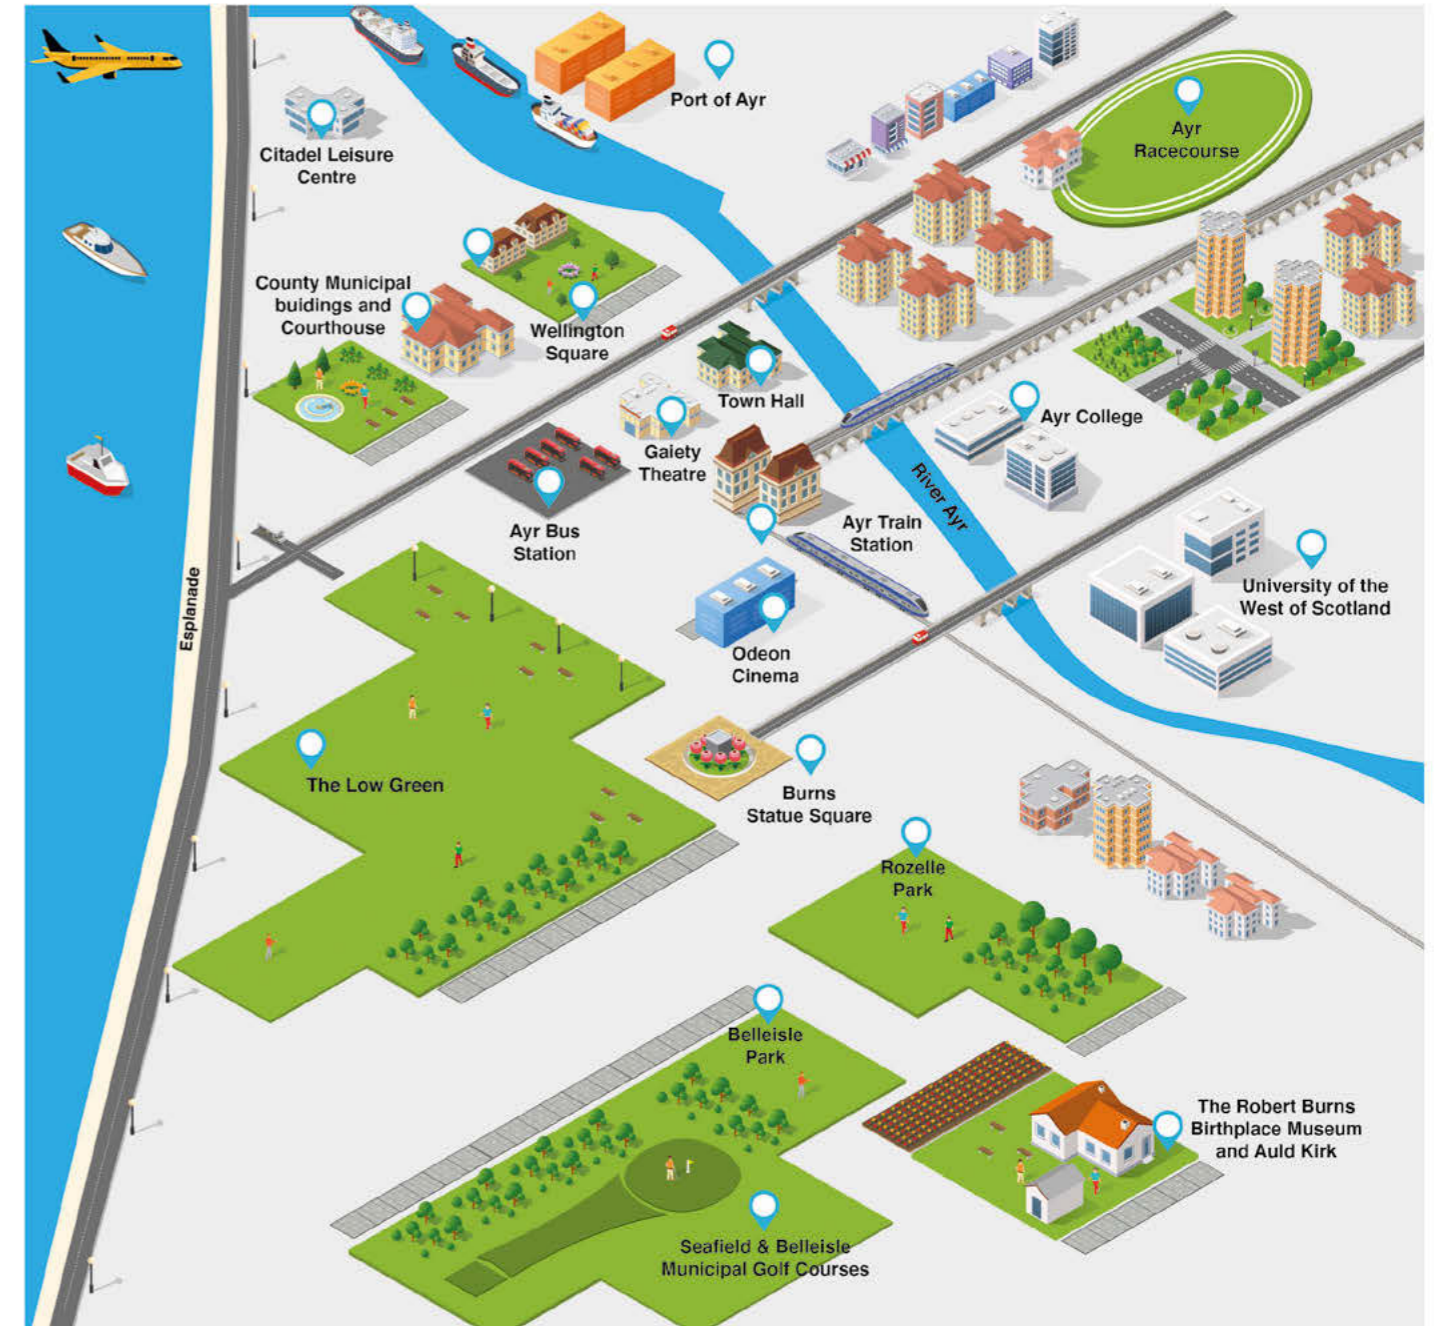 Port of Ayr
Ayr
Racecourse
Citadel Leisure
Centre
County Municipal
buidings and
Courthouse
Wellington
Square
Town Hall
Ayr College
Gaiety
Theatre
River Ayr
Ayr Bus
Station
Ayr Train
Station
University of the
West of Scotland
Esplanade
Odeon
Cinema
The Low Green
Burns
Statue Square
Rozelle
Park
Belleisle
Park
The Robert Burns
Birthplace Museum
and Auld Kirk
Seafield & Belleisle
Municipal Golf Courses